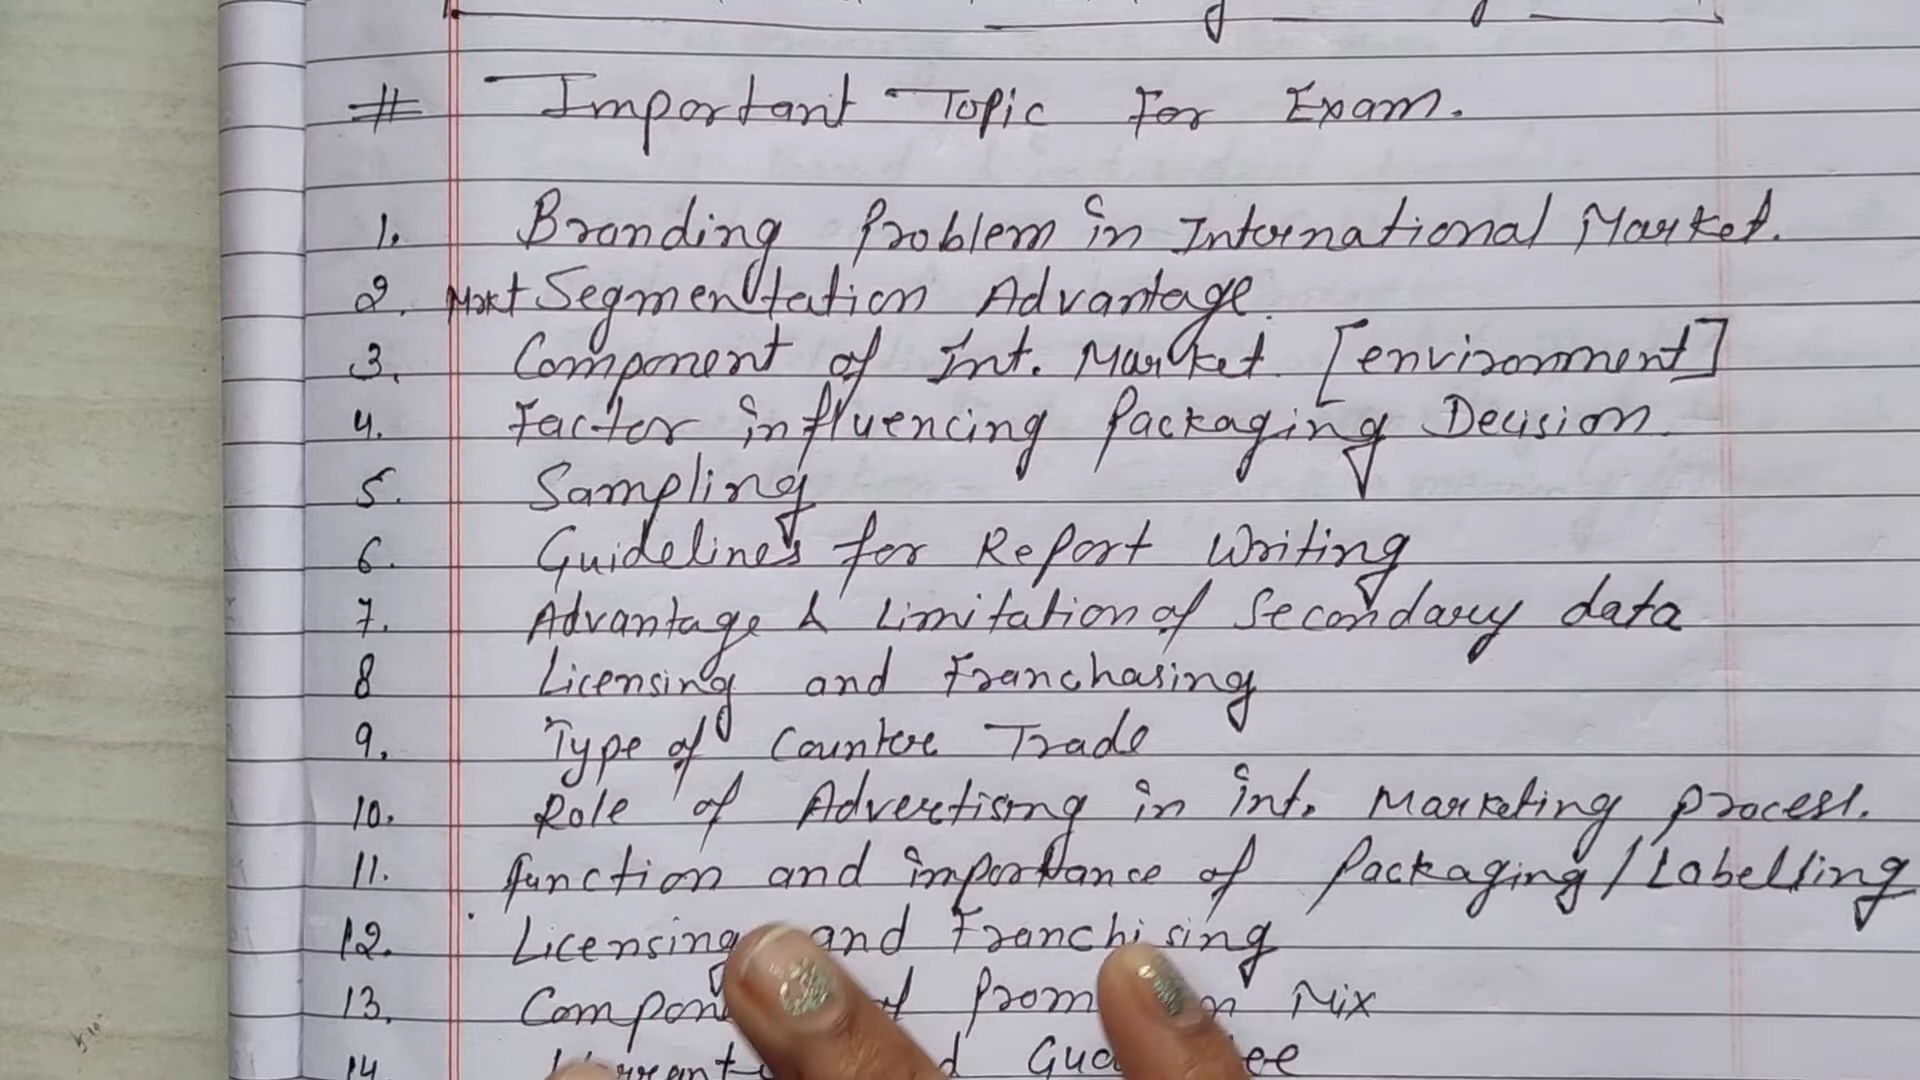 # Important Topic For Exam.
1. Branding Problem in International Market.
2. Mark Segmentation Advantage.
3. Component of Int. Market [environment]
4. Factor influencing Packaging Decision.
5. Sampling
6. Guidelines for Report Writing
7. Advantage & Limitation of Secondary data
8 Licensing and Franchasing
9. Type of Counter Trade
10. Role of Advertising in int. Marketing process.
11. function and importance of Packaging/Labelling
12. Licensing and Franchising
13. Mix
14.